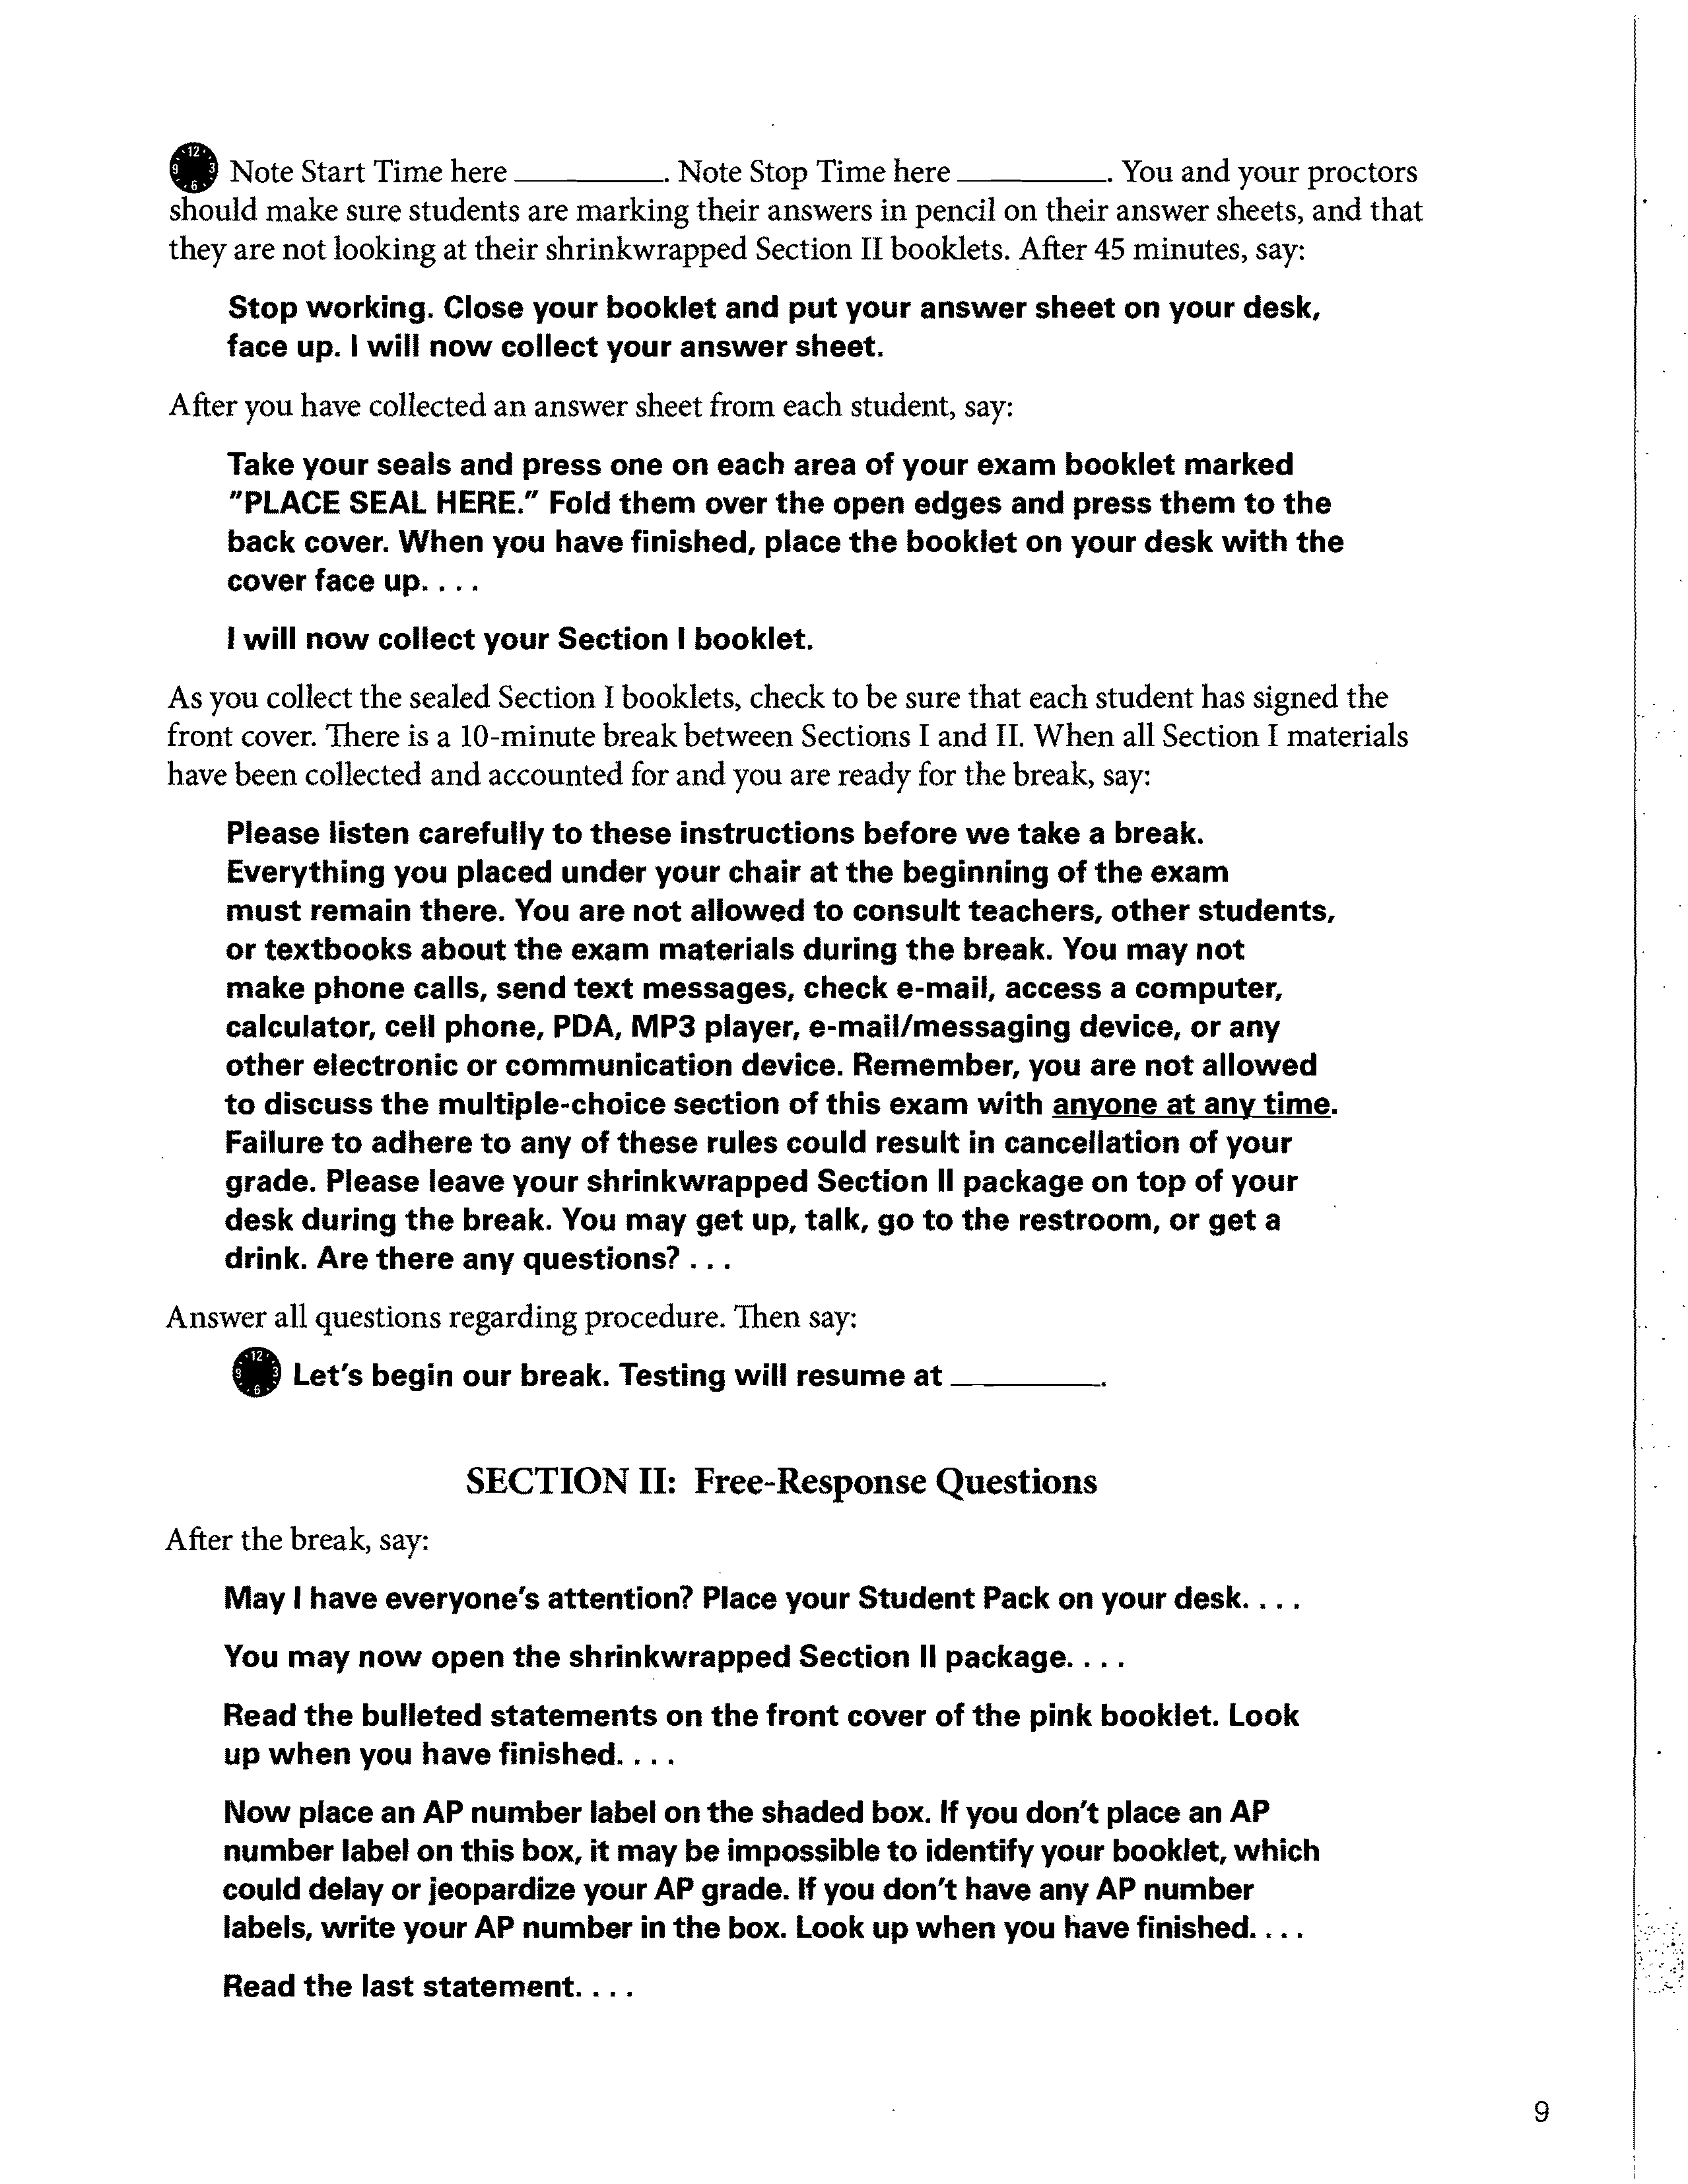 12 9 3 6 Note Start Time here ________. Note Stop Time here ________. You and your proctors
should make sure students are marking their answers in pencil on their answer sheets, and that
they are not looking at their shrinkwrapped Section II booklets. After 45 minutes, say:
Stop working. Close your booklet and put your answer sheet on your desk,
face up. I will now collect your answer sheet.
After you have collected an answer sheet from each student, say:
Take your seals and press one on each area of your exam booklet marked
"PLACE SEAL HERE." Fold them over the open edges and press them to the
back cover. When you have finished, place the booklet on your desk with the
cover face up. . . .
I will now collect your Section I booklet.
As you collect the sealed Section I booklets, check to be sure that each student has signed the
front cover. There is a 10-minute break between Sections I and II. When all Section I materials
have been collected and accounted for and you are ready for the break, say:
Please listen carefully to these instructions before we take a break.
Everything you placed under your chair at the beginning of the exam
must remain there. You are not allowed to consult teachers, other students,
or textbooks about the exam materials during the break. You may not
make phone calls, send text messages, check e-mail, access a computer,
calculator, cell phone, PDA, MP3 player, e-mail/messaging device, or any
other electronic or communication device. Remember, you are not allowed
to discuss the multiple-choice section of this exam with anyone at any time.
Failure to adhere to any of these rules could result in cancellation of your
grade. Please leave your shrinkwrapped Section II package on top of your
desk during the break. You may get up, talk, go to the restroom, or get a
drink. Are there any questions? . . .
Answer all questions regarding procedure. Then say:
12 9 3 6 Let's begin our break. Testing will resume at ________.
SECTION II: Free-Response Questions
After the break, say:
May I have everyone's attention? Place your Student Pack on your desk. . . .
You may now open the shrinkwrapped Section II package. . . .
Read the bulleted statements on the front cover of the pink booklet. Look
up when you have finished. . . .
Now place an AP number label on the shaded box. If you don't place an AP
number label on this box, it may be impossible to identify your booklet, which
could delay or jeopardize your AP grade. If you don't have any AP number
labels, write your AP number in the box. Look up when you have finished. . . .
Read the last statement. . . .
9